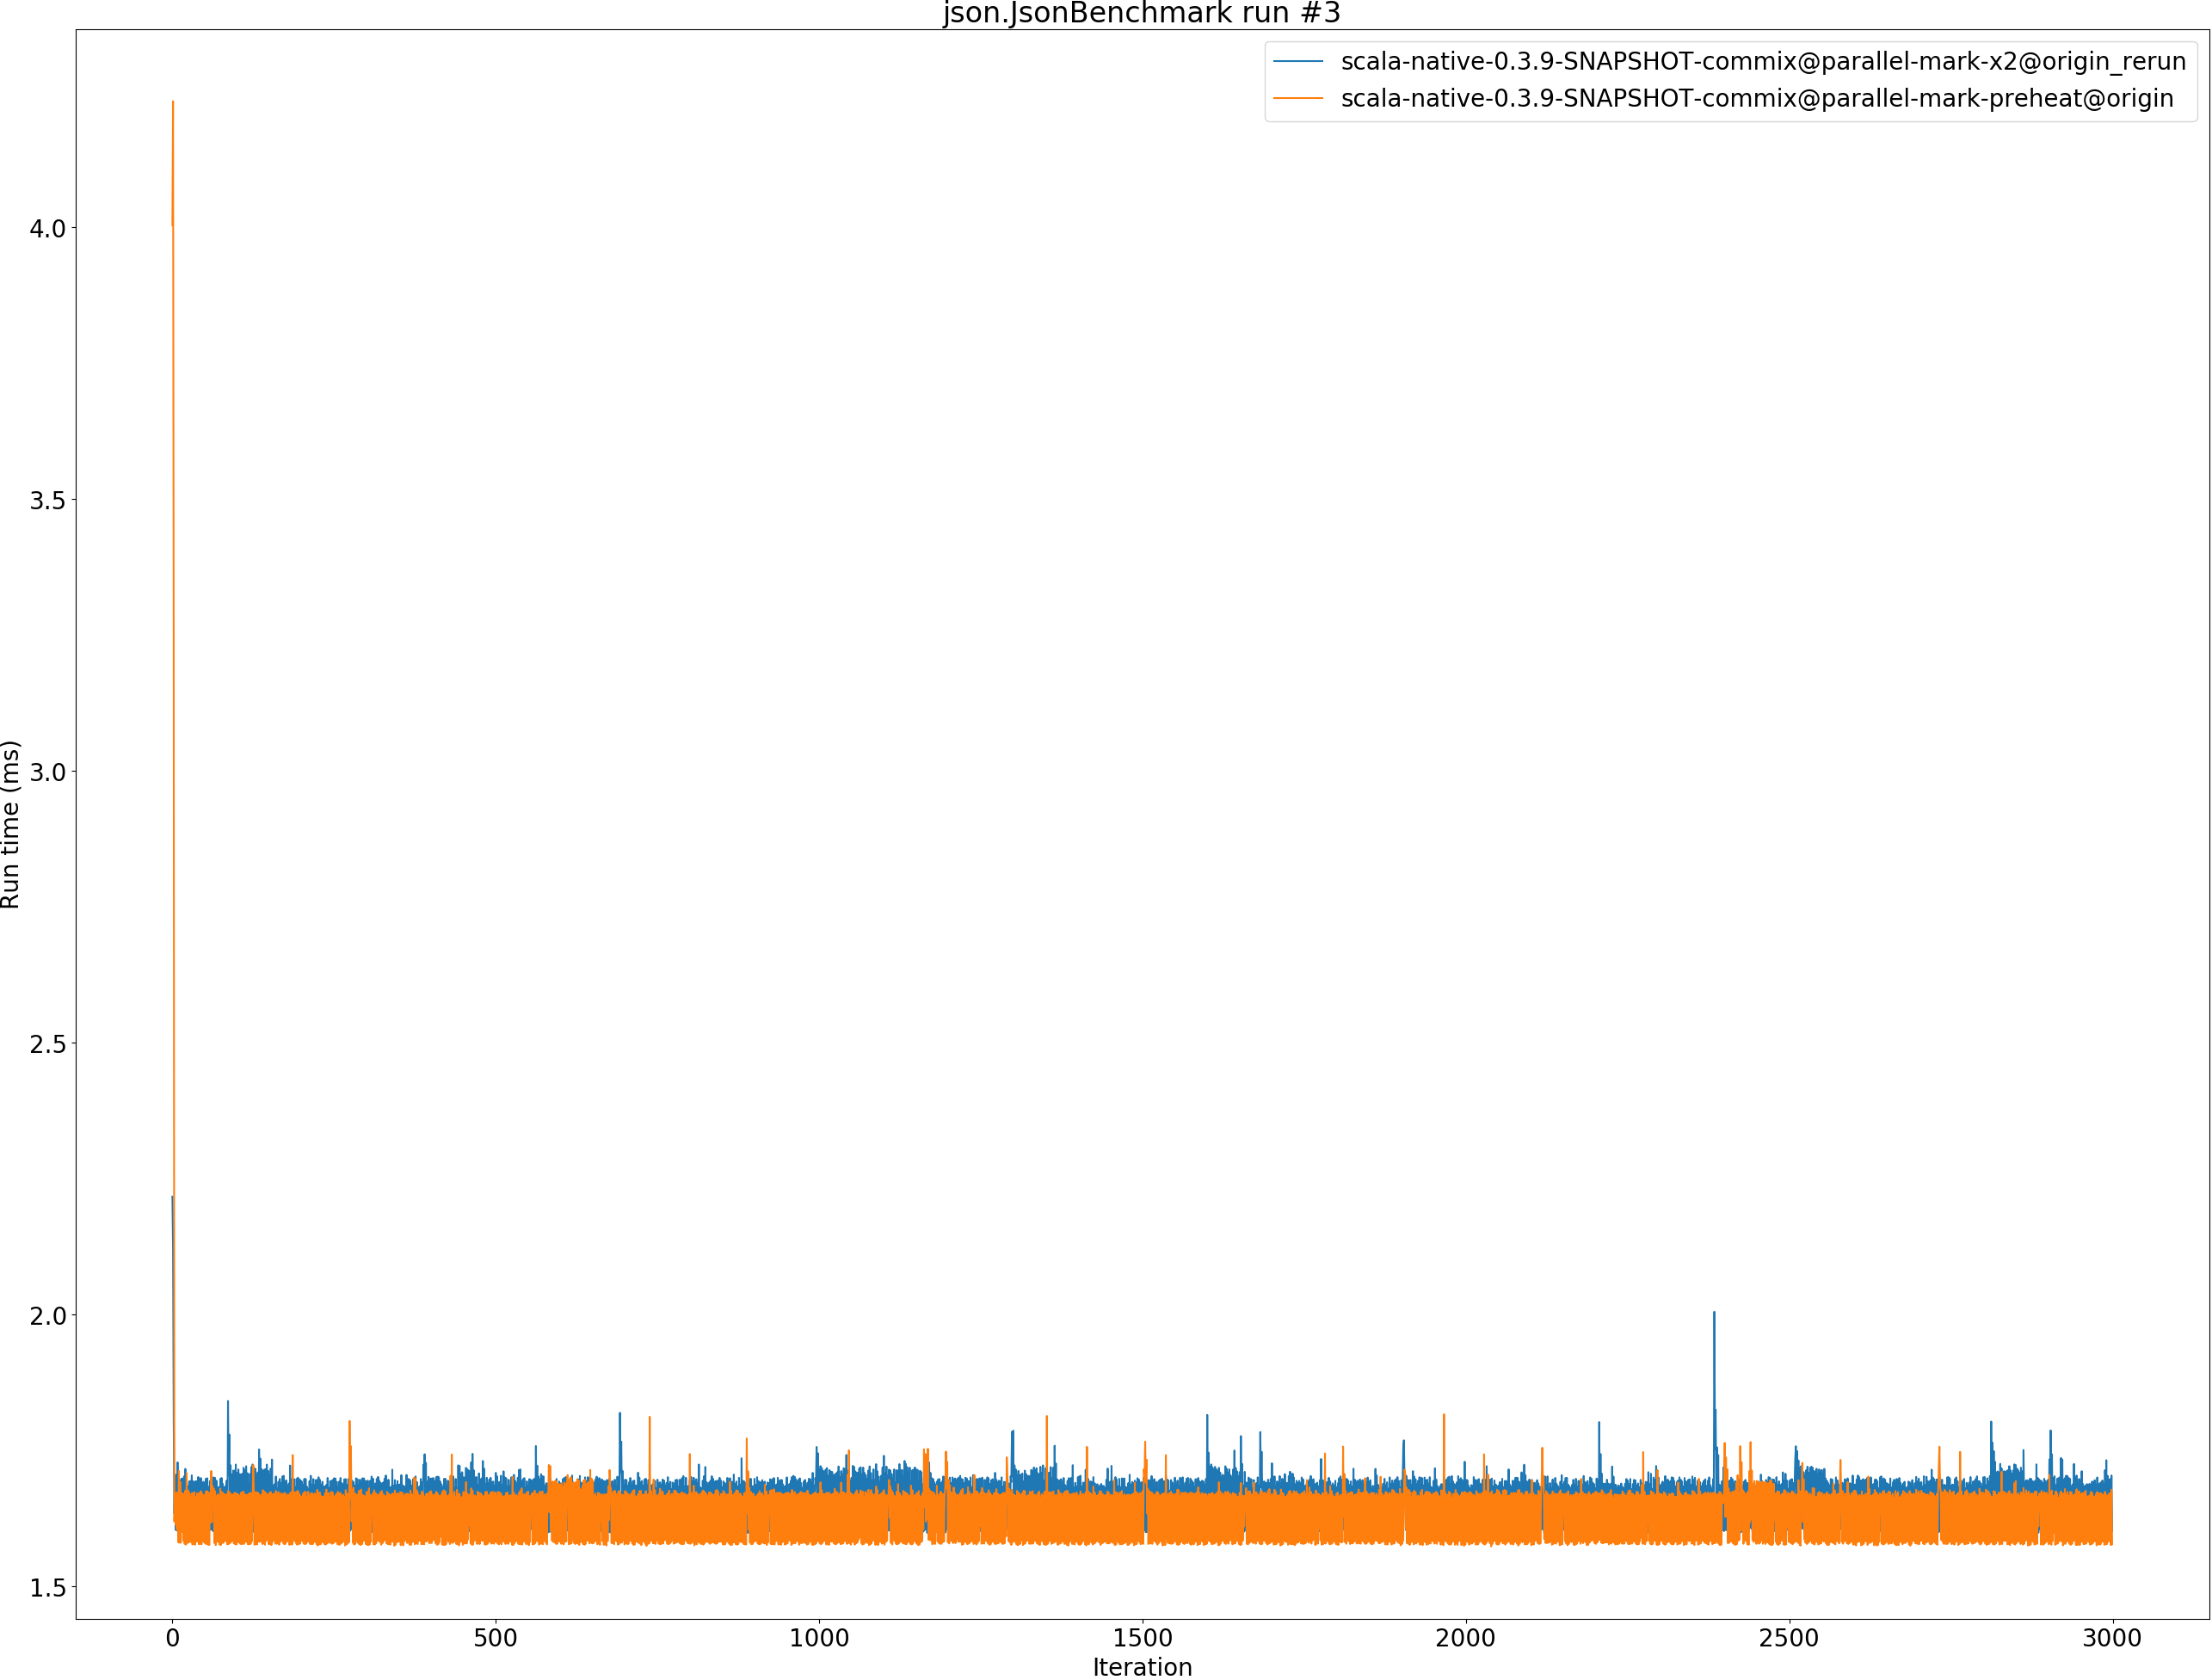 json.JsonBenchmark run #3
scala-native-0.3.9-SNAPSHOT-commix@parallel-mark-x2@origin_rerun
scala-native-0.3.9-SNAPSHOT-commix@parallel-mark-preheat@origin
4.0
3.5
3.0
2.5
2.0
1.5
Run time (ms)
0 500 1000 1500 2000 2500 3000
Iteration